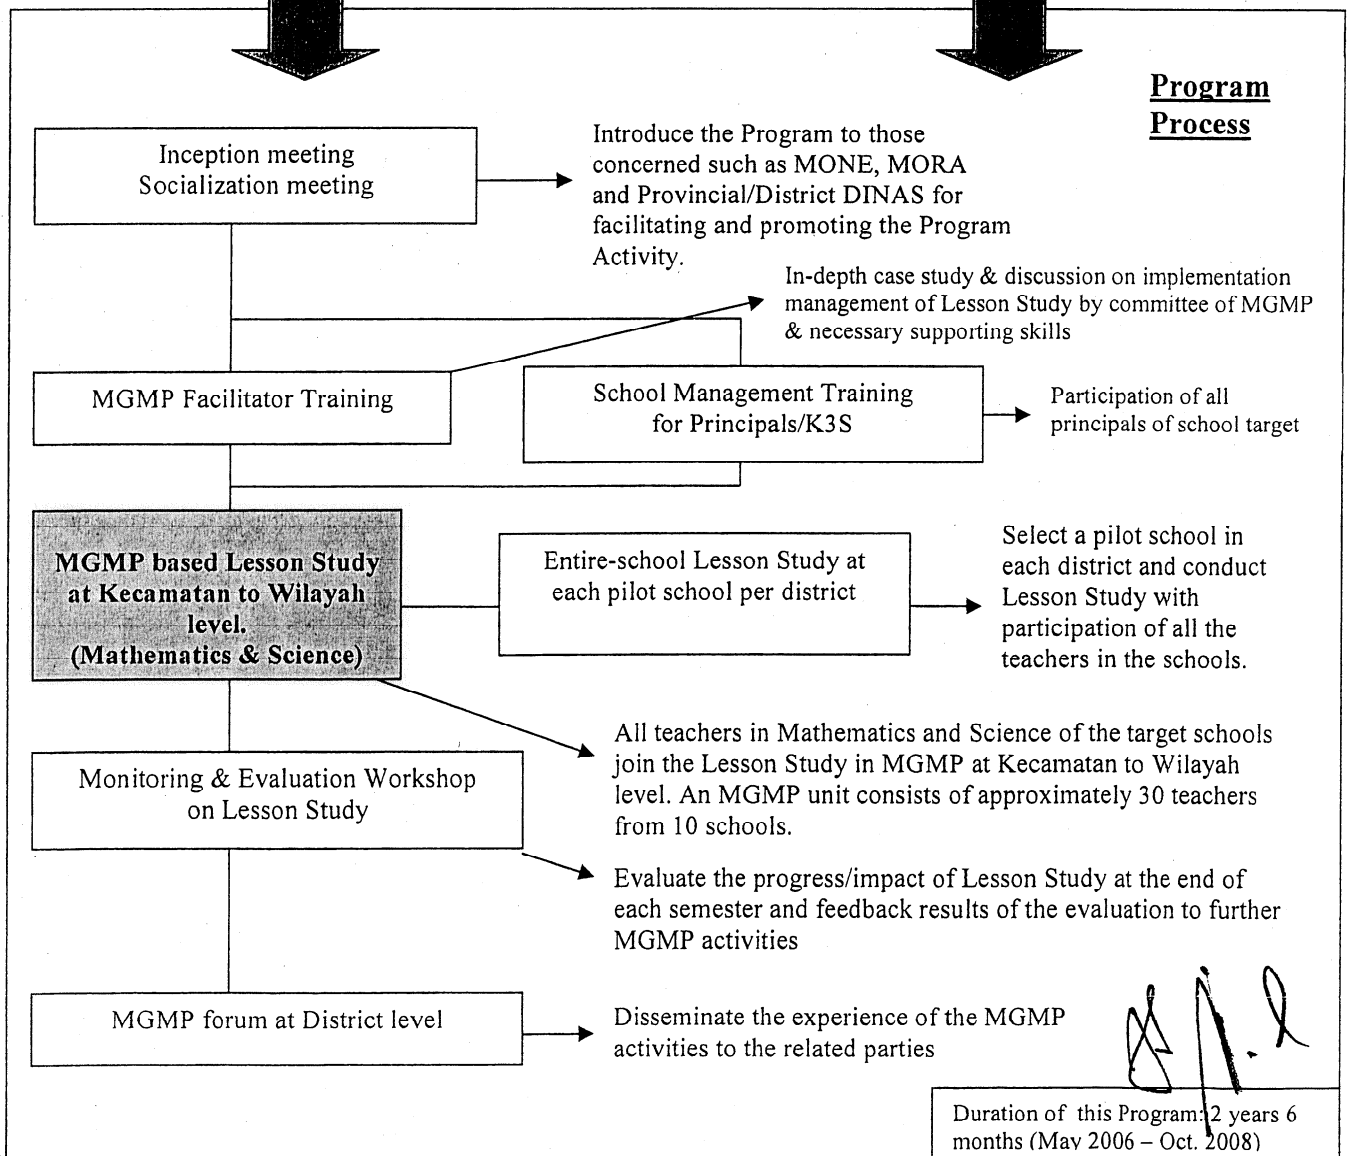 Program
Process
Inception meeting
Socialization meeting
Introduce the Program to those
concerned such as MONE, MORA
and Provincial/District DINAS for
facilitating and promoting the Program
Activity.
In-depth case study & discussion on implementation
management of Lesson Study by committee of MGMP
& necessary supporting skills
MGMP Facilitator Training
School Management Training
for Principals/K3S
Participation of all
principals of school target
MGMP based Lesson Study
at Kecamatan to Wilayah
level.
(Mathematics & Science)
Entire-school Lesson Study at
each pilot school per district
Select a pilot school in
each district and conduct
Lesson Study with
participation of all the
teachers in the schools.
All teachers in Mathematics and Science of the target schools
join the Lesson Study in MGMP at Kecamatan to Wilayah
level. An MGMP unit consists of approximately 30 teachers
from 10 schools.
Monitoring & Evaluation Workshop
on Lesson Study
Evaluate the progress/impact of Lesson Study at the end of
each semester and feedback results of the evaluation to further
MGMP activities
MGMP forum at District level
Disseminate the experience of the MGMP
activities to the related parties
Duration of this Program: 2 years 6
months (May 2006 – Oct. 2008)